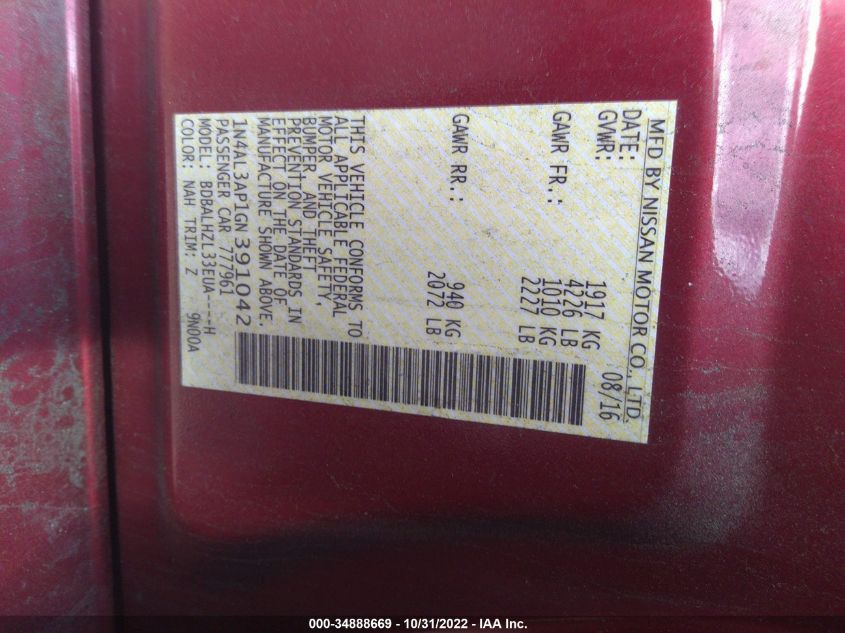 MFD BY NISSAN MOTOR CO., LTD.
DATE: 08/16
GVWR: 1917 KG
4226 LB
GAWR FR.: 1010 KG
2227 LB
GAWR RR.: 940 KG
2072 LB
THIS VEHICLE CONFORMS TO
ALL APPLICABLE FEDERAL
MOTOR VEHICLE SAFETY,
BUMPER, AND THEFT
PREVENTION STANDARDS IN
EFFECT ON THE DATE OF
MANUFACTURE SHOWN ABOVE.
1N4AL3AP1GN391042
PASSENGER CAR 777961
MODEL: BDBALHZL33EUA----H
COLOR: NAH TRIM: Z 9N00A
000-34888669 - 10/31/2022 - IAA Inc.